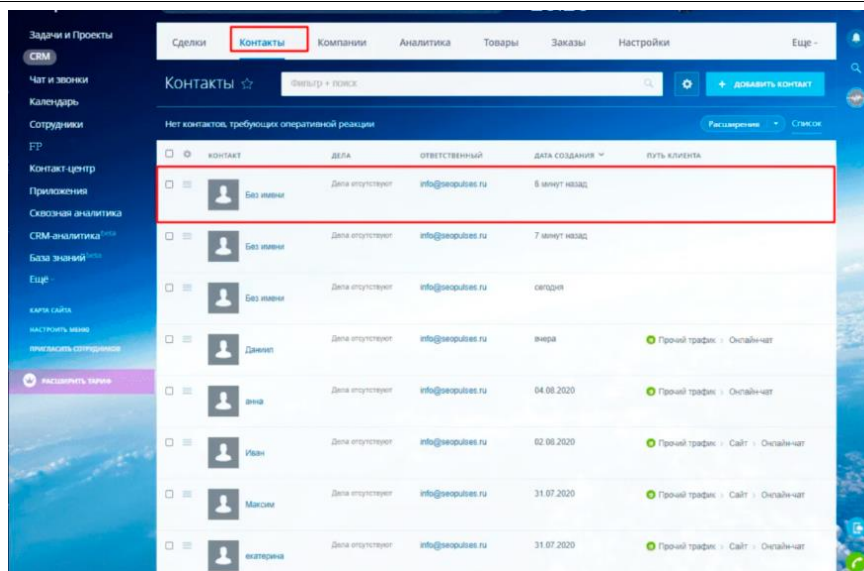 Задачи и Проекты
CRM
Чат и звонки
Календарь
Сотрудники
FP
Контакт-центр
Приложения
Сквозная аналитика
CRM-аналитика beta
База знаний beta
Ещё -
КАРТА САЙТА
НАСТРОИТЬ МЕНЮ
ПРИГЛАСИТЬ СОТРУДНИКОВ
РАСШИРИТЬ ТАРИФ
Сделки Контакты Компании Аналитика Товары Заказы Настройки Еще -
Контакты Фильтр + поиск + ДОБАВИТЬ КОНТАКТ
Нет контактов, требующих оперативной реакции Расширения Список
КОНТАКТ ДЕЛА ОТВЕТСТВЕННЫЙ ДАТА СОЗДАНИЯ ПУТЬ КЛИЕНТА
Без имени Дела отсутствуют info@seopulses.ru 6 минут назад
Без имени Дела отсутствуют info@seopulses.ru 7 минут назад
Без имени Дела отсутствуют info@seopulses.ru сегодня
Даниил Дела отсутствуют info@seopulses.ru вчера Прочий трафик › Онлайн-чат
анна Дела отсутствуют info@seopulses.ru 04.08.2020 Прочий трафик › Онлайн-чат
Иван Дела отсутствуют info@seopulses.ru 02.08.2020 Прочий трафик › Сайт › Онлайн-чат
Максим Дела отсутствуют info@seopulses.ru 31.07.2020 Прочий трафик › Сайт › Онлайн-чат
екатерина Дела отсутствуют info@seopulses.ru 31.07.2020 Прочий трафик › Сайт › Онлайн-чат